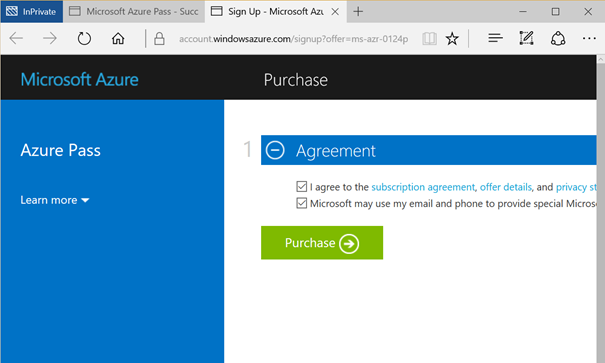 InPrivate
Microsoft Azure Pass - Succ
Sign Up - Microsoft Azu
account.windowsazure.com/signup?offer=ms-azr-0124p
Microsoft Azure
Purchase
Azure Pass
Learn more
1
Agreement
I agree to the subscription agreement, offer details, and privacy st
Microsoft may use my email and phone to provide special Microso
Purchase